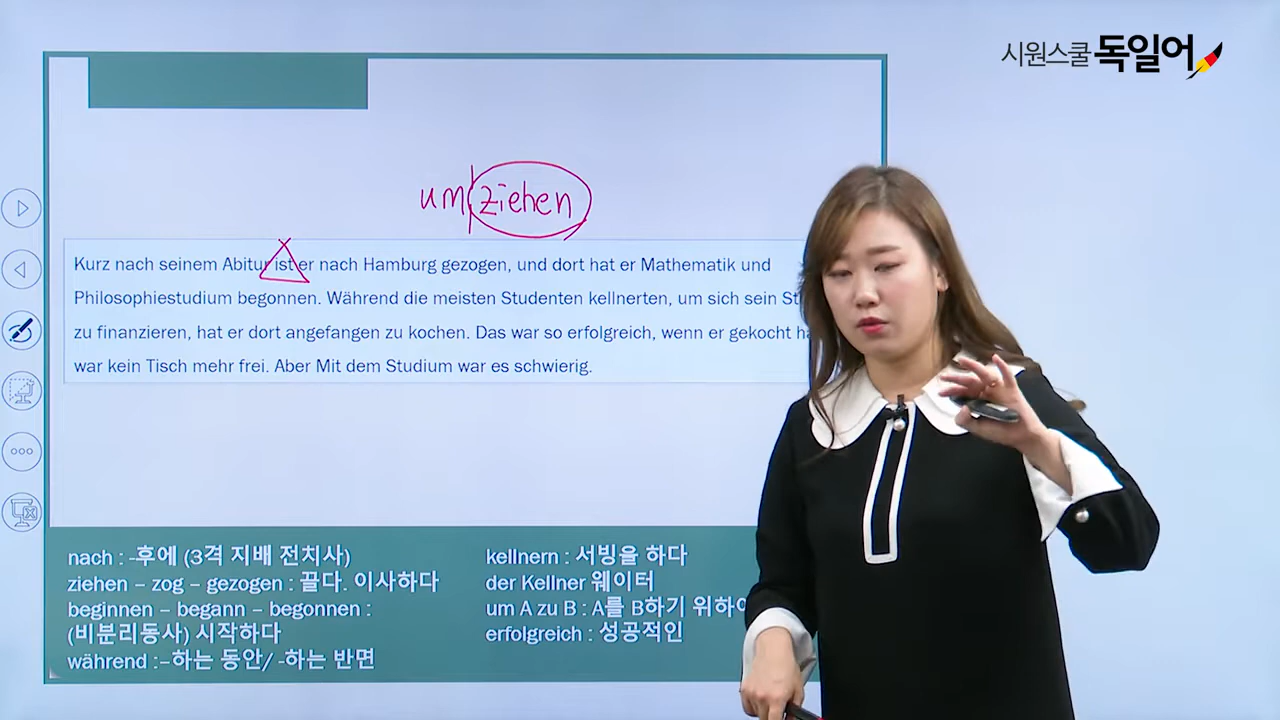 시원스쿨 독일어
um|ziehen
Kurz nach seinem Abitur ist er nach Hamburg gezogen, und dort hat er Mathematik und
Philosophiestudium begonnen. Während die meisten Studenten kellnerten, um sich sein
zu finanzieren, hat er dort angefangen zu kochen. Das war so erfolgreich, wenn er gekocht
war kein Tisch mehr frei. Aber Mit dem Studium war es schwierig.
nach : -후에 (3격 지배 전치사)
ziehen – zog – gezogen : 끌다. 이사하다
beginnen – begann – begonnen :
(비분리동사) 시작하다
während :–하는 동안/ -하는 반면
kellnern : 서빙을 하다
der Kellner 웨이터
um A zu B : A를 B하기
erfolgreich : 성공적인